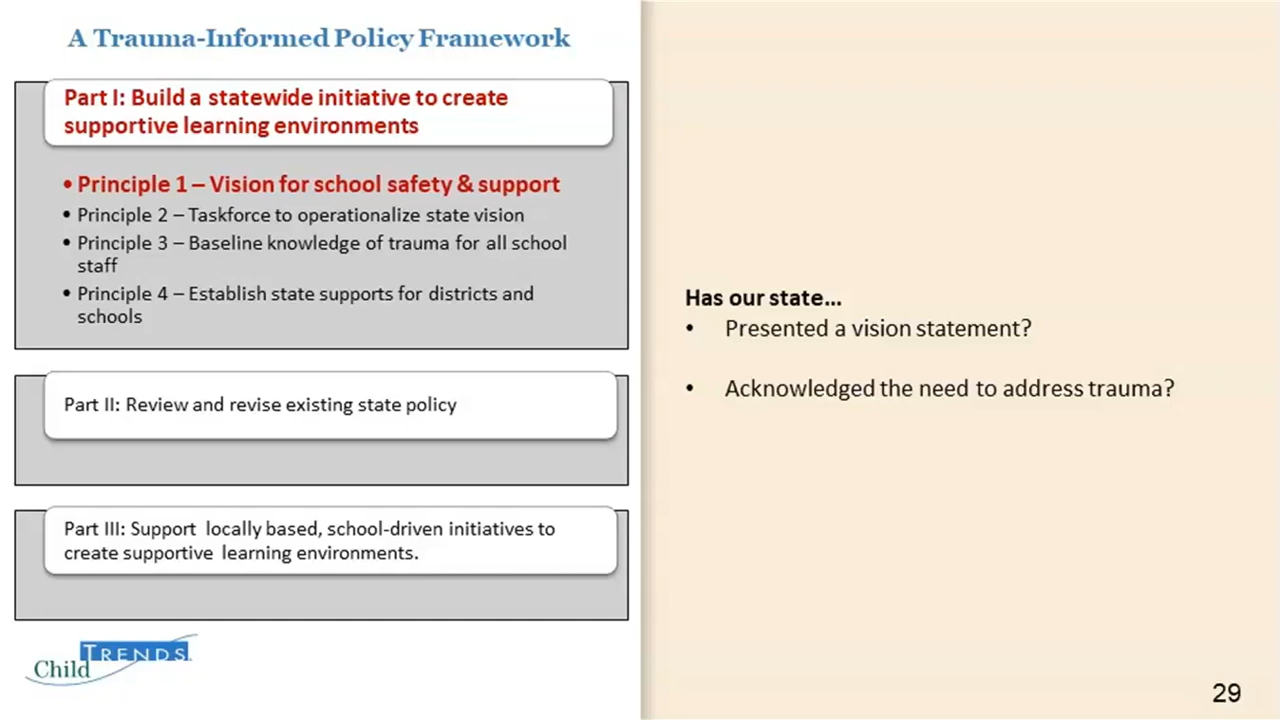 A Trauma-Informed Policy Framework
Part I: Build a statewide initiative to create
supportive learning environments
• Principle 1 – Vision for school safety & support
• Principle 2 – Taskforce to operationalize state vision
• Principle 3 – Baseline knowledge of trauma for all school
staff
• Principle 4 – Establish state supports for districts and
schools
Part II: Review and revise existing state policy
Part III: Support locally based, school-driven initiatives to
create supportive learning environments.
Child TRENDS
Has our state...
• Presented a vision statement?
• Acknowledged the need to address trauma?
29